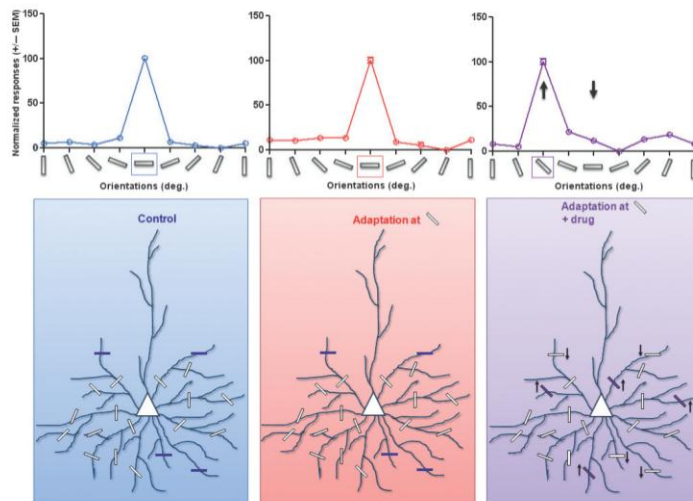 Normalized responses (+/— SEM)
150
100
50
0
Orientations (deg.)
150
100
50
0
Orientations (deg.)
150
100
50
0
Orientations (deg.)
Control
Adaptation at
Adaptation at
+ drug